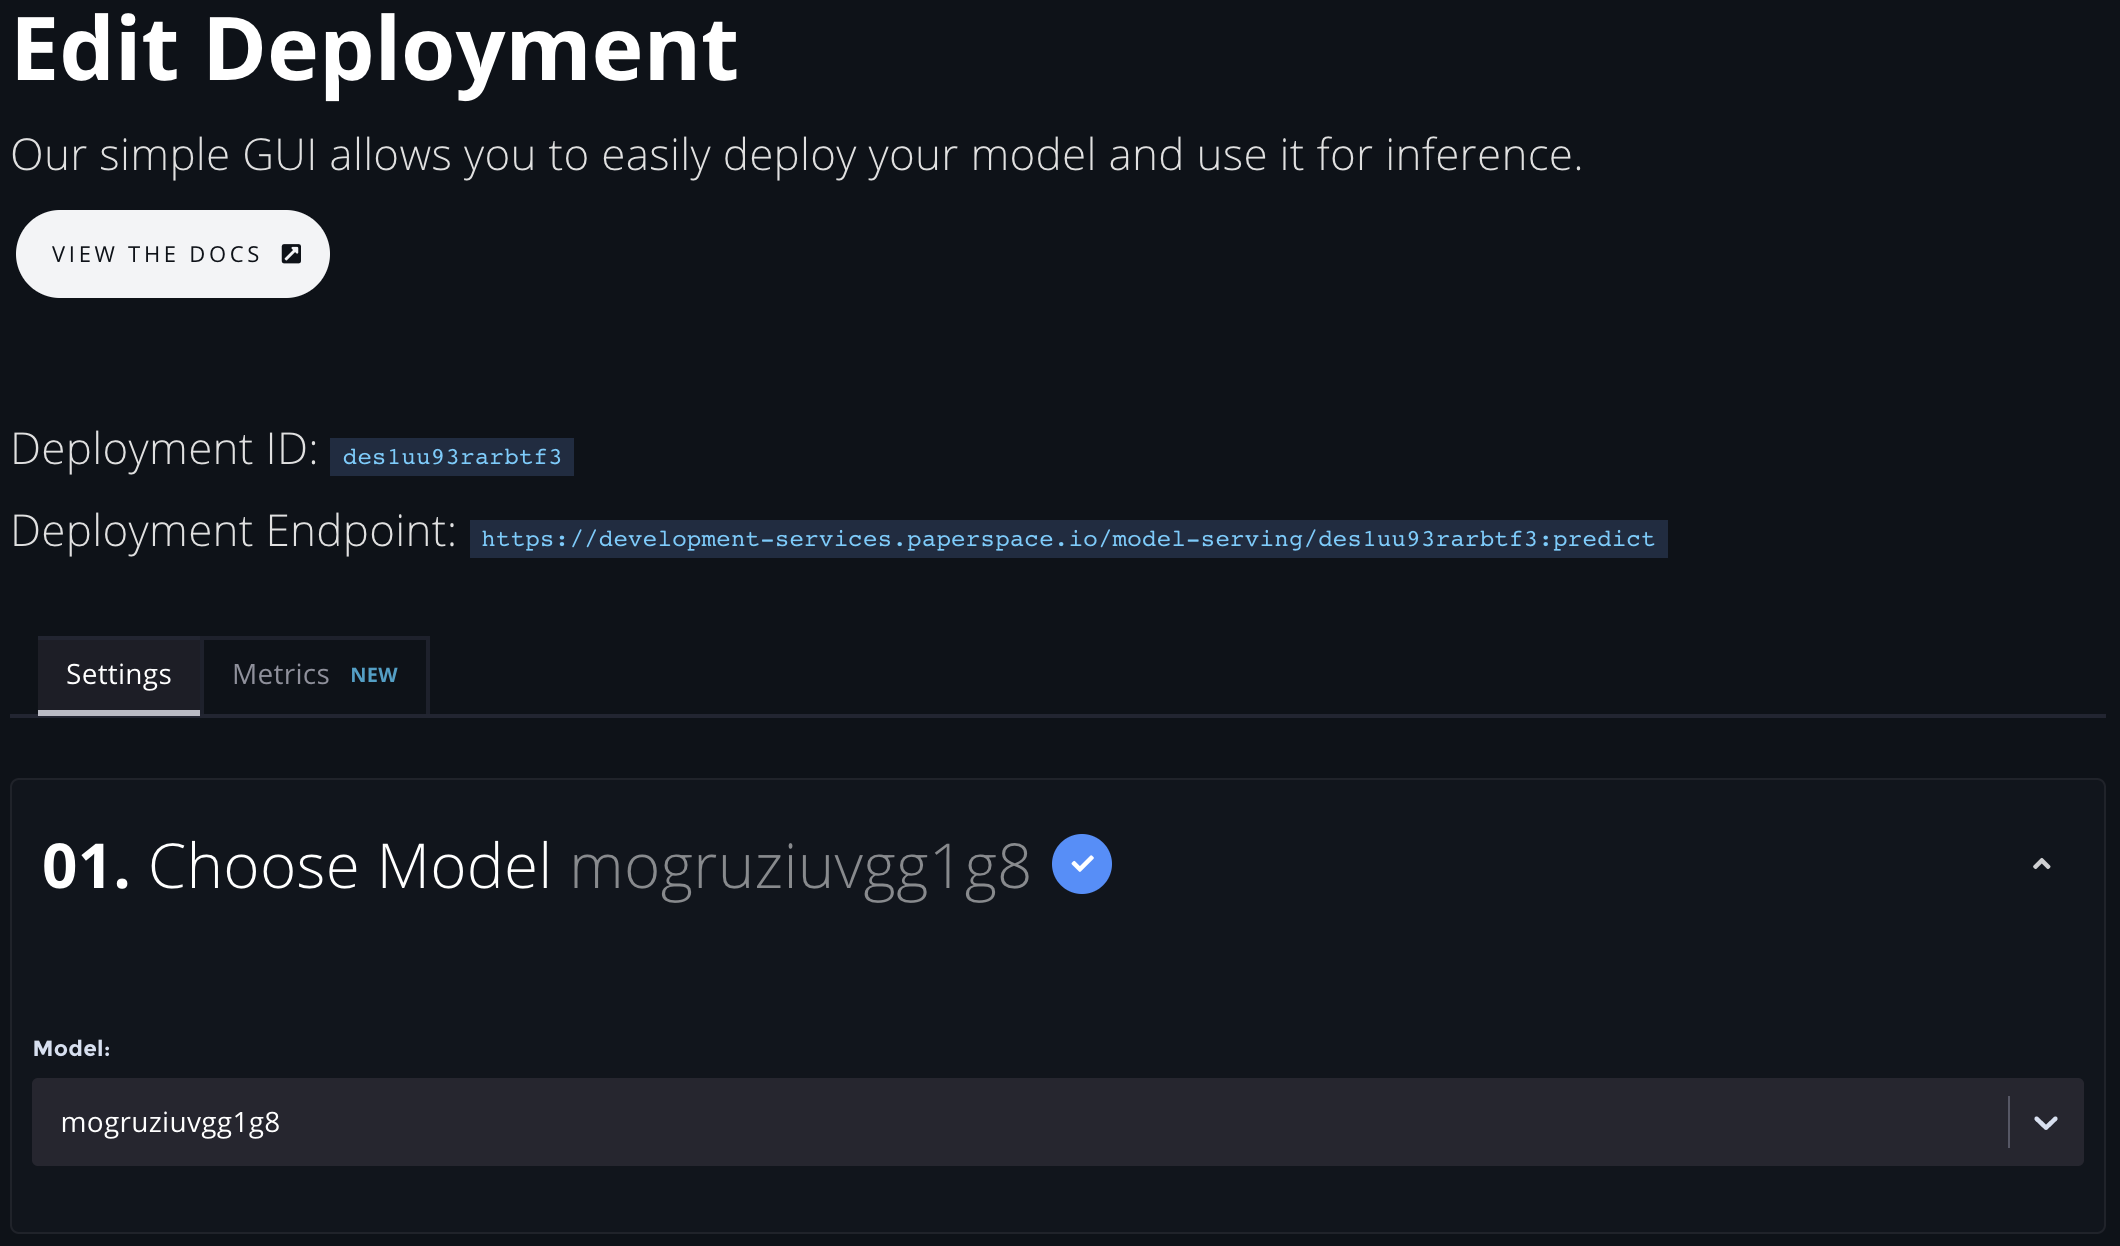 Edit Deployment
Our simple GUI allows you to easily deploy your model and use it for inference.
VIEW THE DOCS
Deployment ID: des1uu93rarbtf3
Deployment Endpoint: https://development-services.paperspace.io/model-serving/des1uu93rarbtf3:predict
Settings Metrics NEW
01. Choose Model mogruziuvgg1g8
Model:
mogruziuvgg1g8